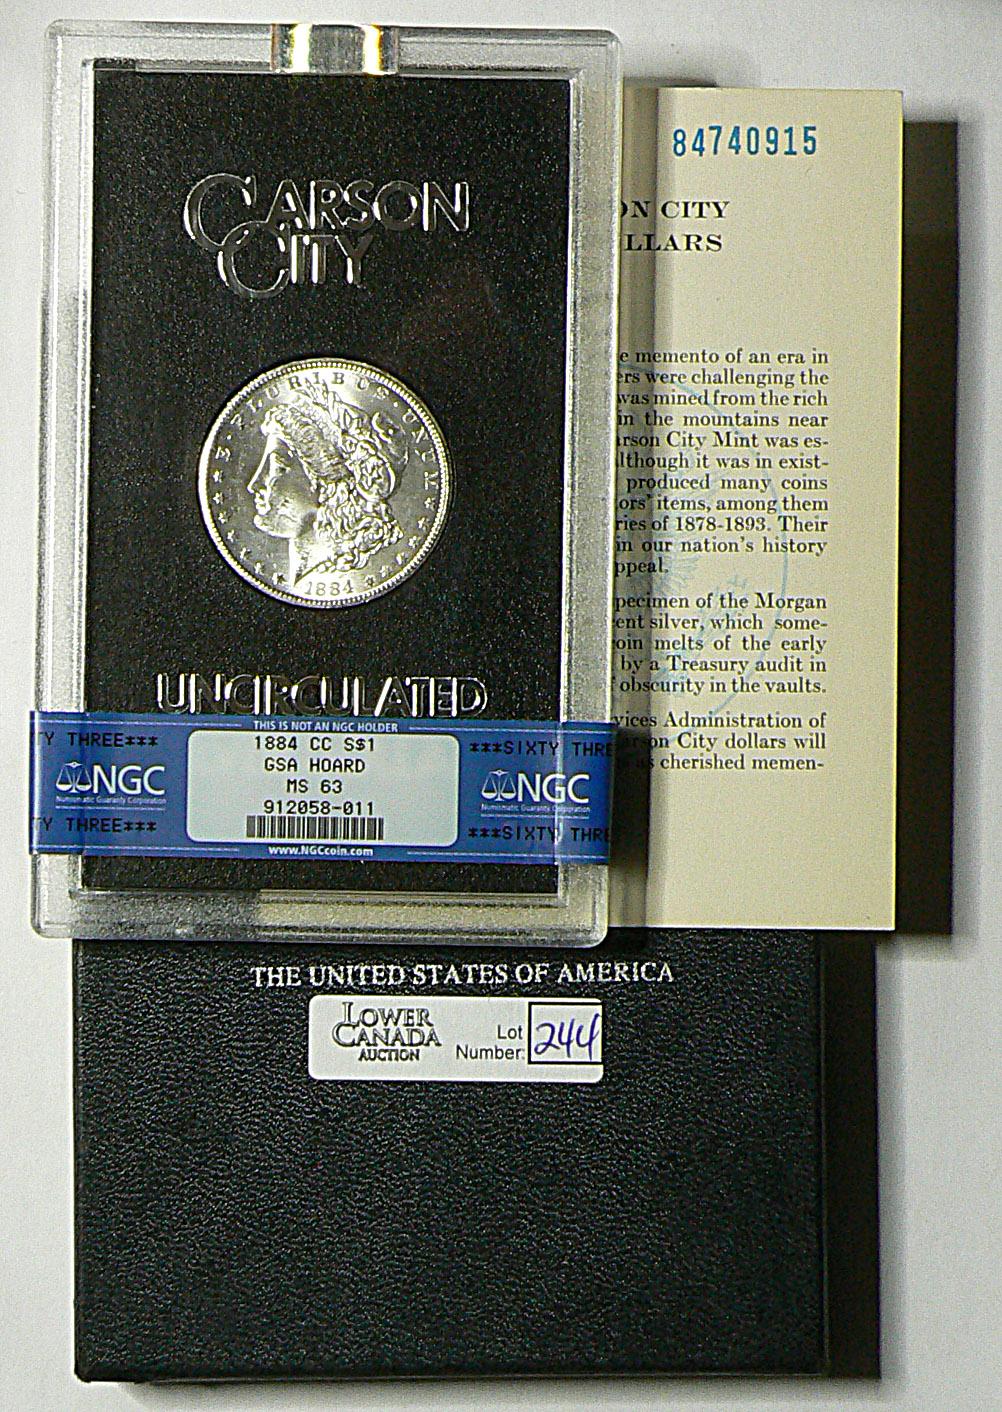 CARSON
CITY
E · PLURIBUS · UNUM
1884
UNCIRCULATED
THIS IS NOT AN NGC HOLDER
TY THREE***
1884 CC S$1
***SIXTY THRE
GSA HOARD
NGC
Numismatic Guaranty Corporation
MS 63
NGC
Numismatic Guaranty Corporation
912058-011
TY THREE***
***SIXTY THRE
www.NGCcoin.com
84740915
ON CITY
LLARS
e memento of an era in
ers were challenging the
was mined from the rich
in the mountains near
arson City Mint was es-
lthough it was in exist-
produced many coins
ors' items, among them
ries of 1878-1893. Their
in our nation's history
ppeal.
pecimen of the Morgan
ent silver, which some-
oin melts of the early
by a Treasury audit in
f obscurity in the vaults.
vices Administration of
arson City dollars will
as cherished memen-
THE UNITED STATES OF AMERICA
LOWER
CANADA
AUCTION
Lot
Number:
244